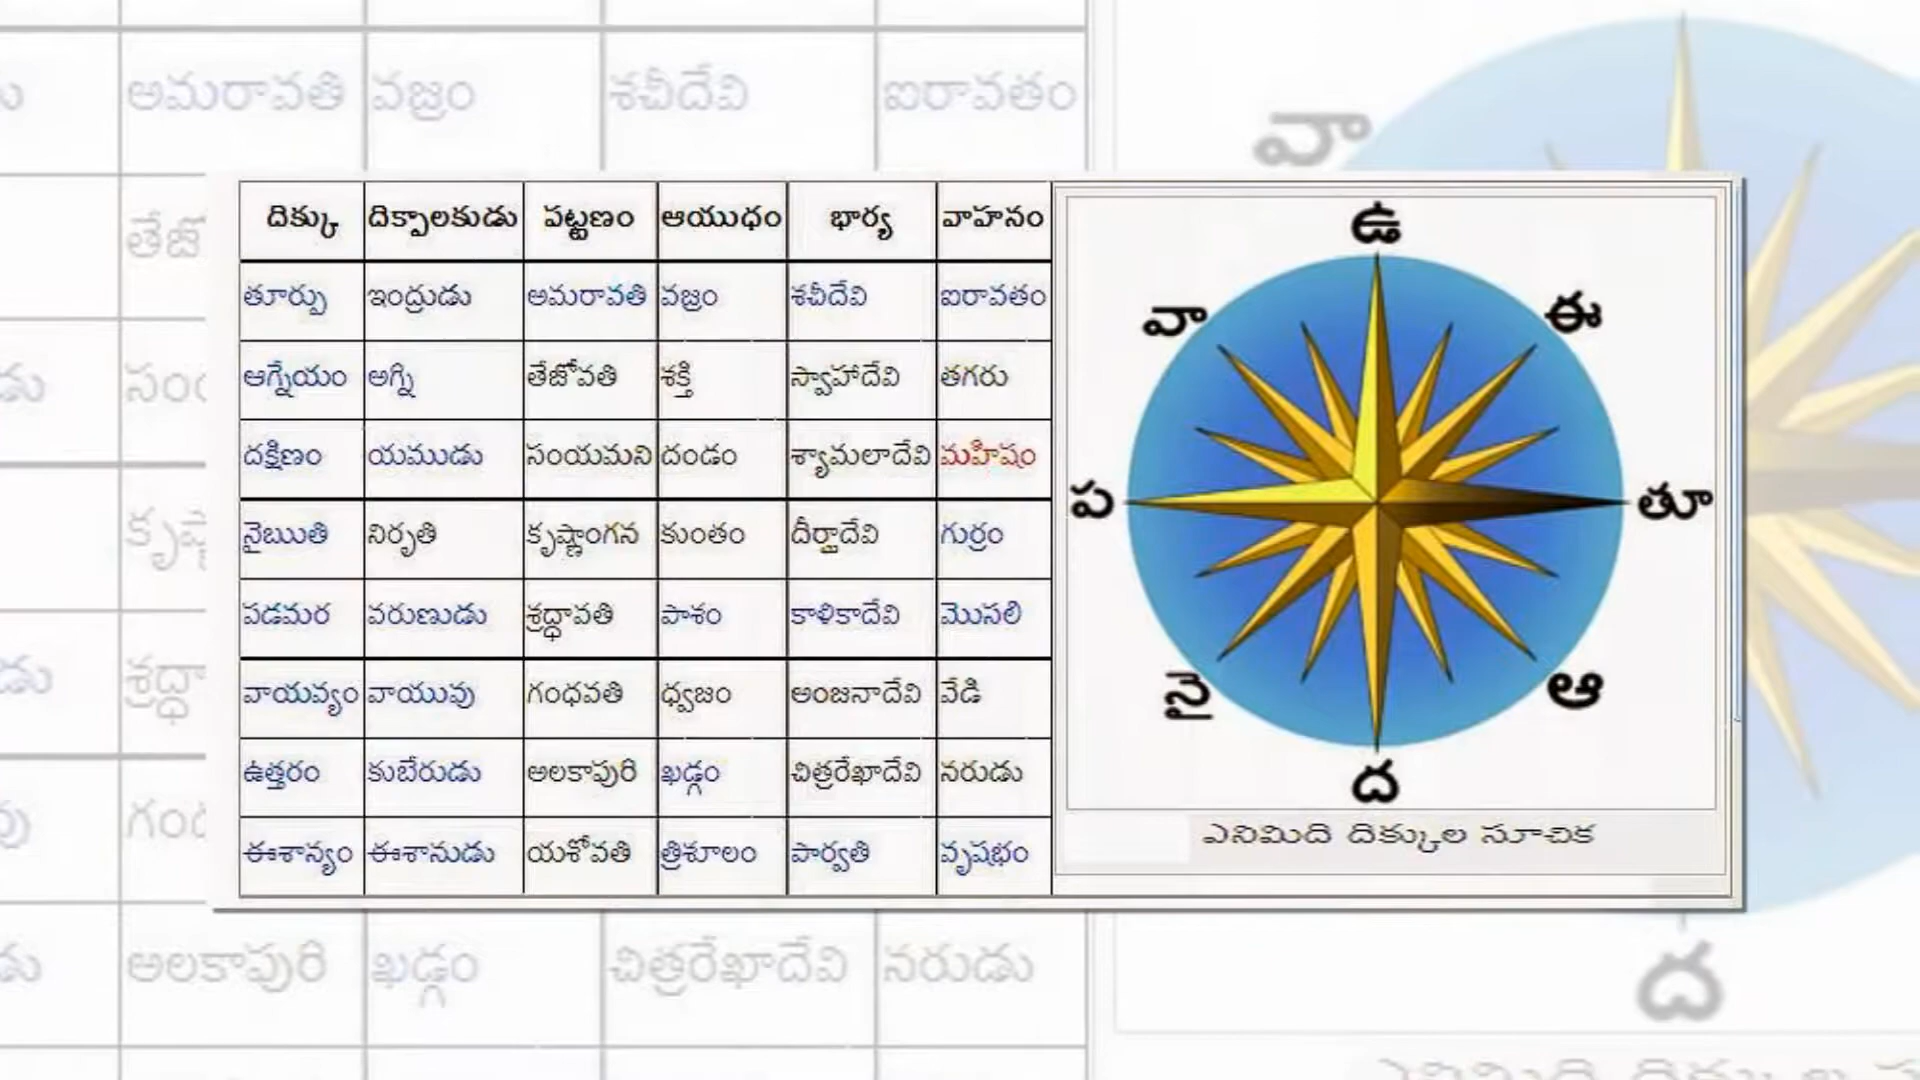 దిక్కు దిక్పాలకుడు పట్టణం ఆయుధం భార్య వాహనం
తూర్పు ఇంద్రుడు అమరావతి వజ్రం శచీదేవి ఐరావతం
ఆగ్నేయం అగ్ని తేజోవతి శక్తి స్వాహాదేవి తగరు
దక్షిణం యముడు సంయమని దండం శ్యామలాదేవి మహిషం
నైఋతి నిరృతి కృష్ణాంగన కుంతం దీర్ఘాదేవి గుర్రం
పడమర వరుణుడు శ్రద్ధావతి పాశం కాళికాదేవి మొసలి
వాయవ్యం వాయువు గంధవతి ధ్వజం అంజనాదేవి వేడి
ఉత్తరం కుబేరుడు అలకాపురి ఖడ్గం చిత్రరేఖాదేవి నరుడు
ఈశాన్యం ఈశానుడు యశోవతి త్రిశూలం పార్వతి వృషభం
ఉ
వా ఈ
ప తూ
నై ఆ
ద
ఎనిమిది దిక్కుల సూచిక